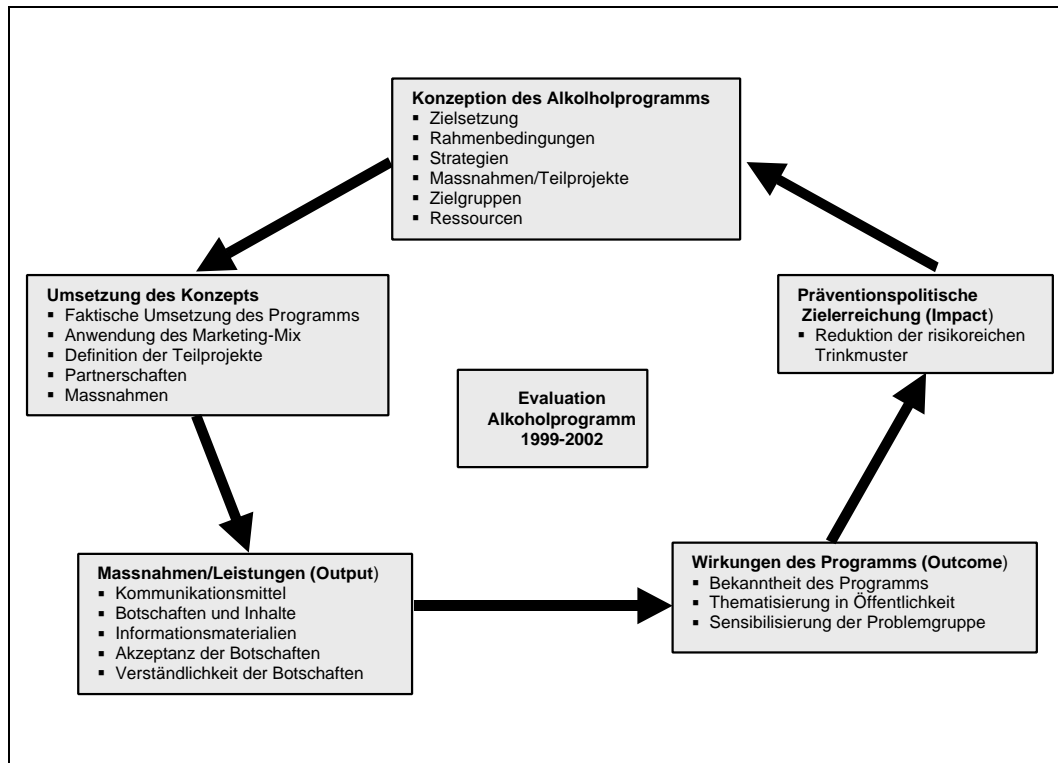 Konzeption des Alkolholprogramms
▪ Zielsetzung
▪ Rahmenbedingungen
▪ Strategien
▪ Massnahmen/Teilprojekte
▪ Zielgruppen
▪ Ressourcen
Umsetzung des Konzepts
▪ Faktische Umsetzung des Programms
▪ Anwendung des Marketing-Mix
▪ Definition der Teilprojekte
▪ Partnerschaften
▪ Massnahmen
Präventionspolitische
Zielerreichung (Impact)
▪ Reduktion der risikoreichen
Trinkmuster
Evaluation
Alkoholprogramm
1999-2002
Massnahmen/Leistungen (Output)
▪ Kommunikationsmittel
▪ Botschaften und Inhalte
▪ Informationsmaterialien
▪ Akzeptanz der Botschaften
▪ Verständlichkeit der Botschaften
Wirkungen des Programms (Outcome)
▪ Bekanntheit des Programms
▪ Thematisierung in Öffentlichkeit
▪ Sensibilisierung der Problemgruppe